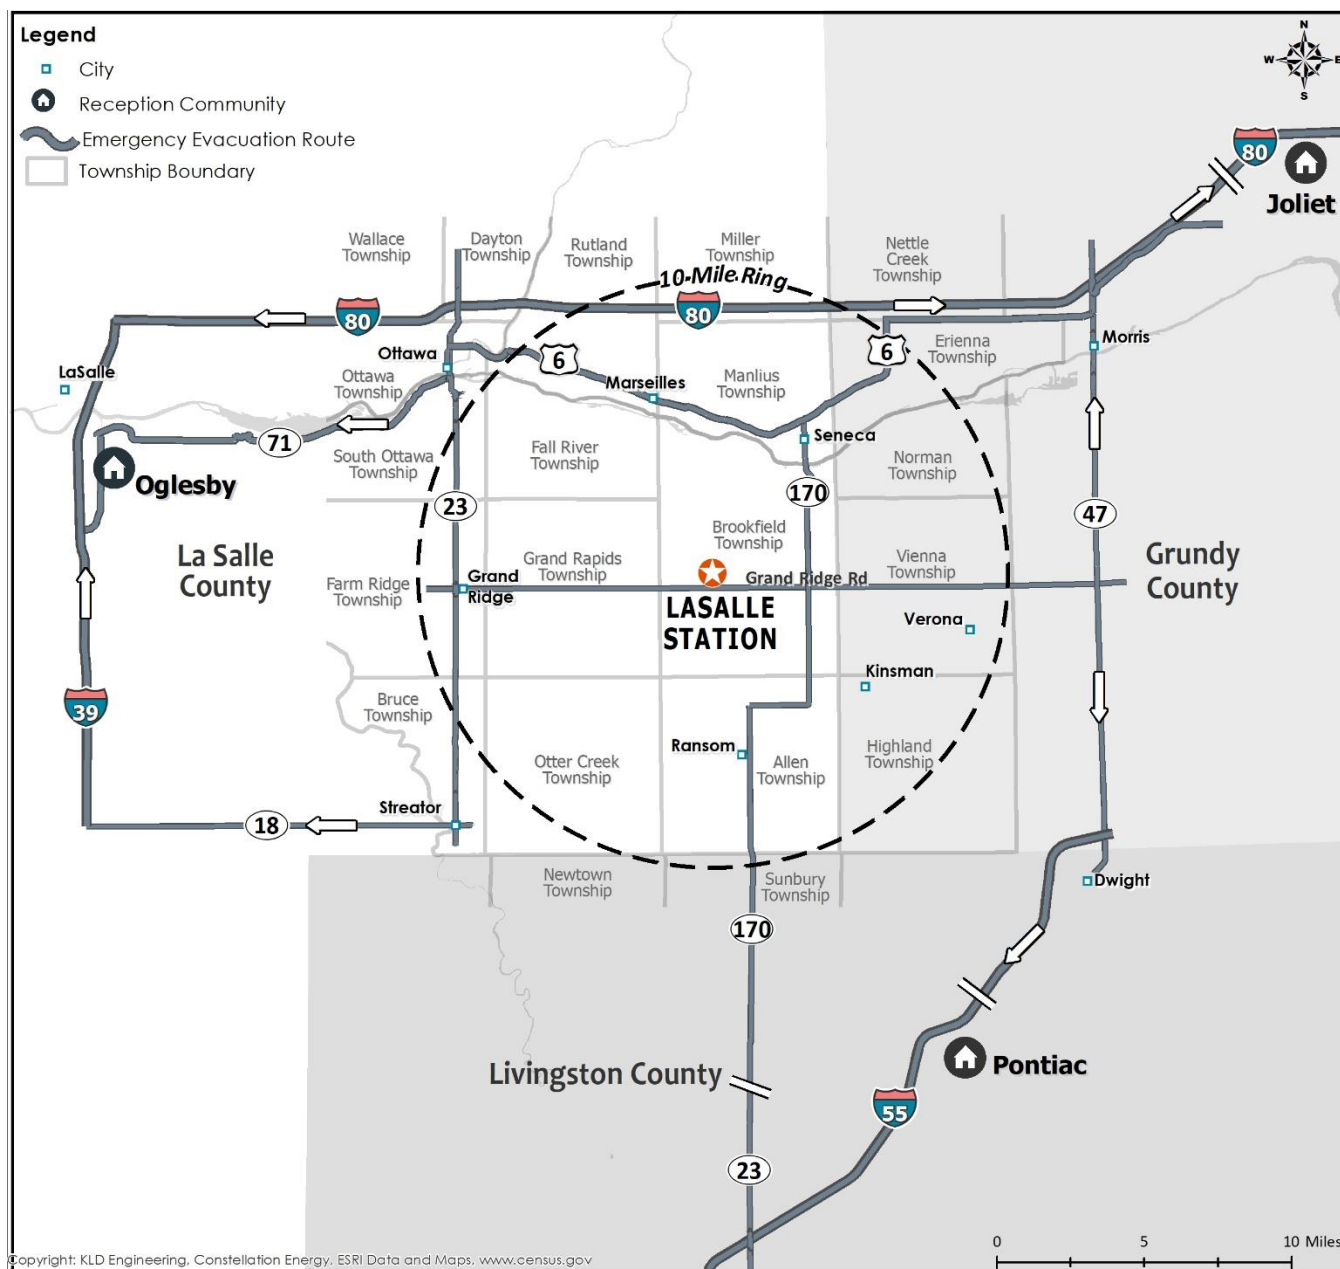 Legend
City
Reception Community
Emergency Evacuation Route
Township Boundary
N
W
E
S
80
Joliet
Wallace
Township
Dayton
Township
Rutland
Township
Miller
Township
Nettle
Creek
Township
10-Mile Ring
80
80
6
6
Erienna
Township
Morris
LaSalle
Ottawa
Ottawa
Township
Marseilles
Manlius
Township
71
Seneca
Oglesby
South Ottawa
Township
Fall River
Township
Norman
Township
23
170
47
La Salle
County
Brookfield
Township
Grundy
County
Farm Ridge
Township
Grand
Ridge
Grand Rapids
Township
Grand Ridge Rd
Vienna
Township
LASALLE
STATION
Verona
Kinsman
39
Bruce
Township
Ransom
Otter Creek
Township
Allen
Township
Highland
Township
Streator
18
Newtown
Township
Sunbury
Township
Dwight
170
Livingston County
Pontiac
55
23
Copyright: KLD Engineering, Constellation Energy, ESRI Data and Maps, www.census.gov
0 5 10 Miles